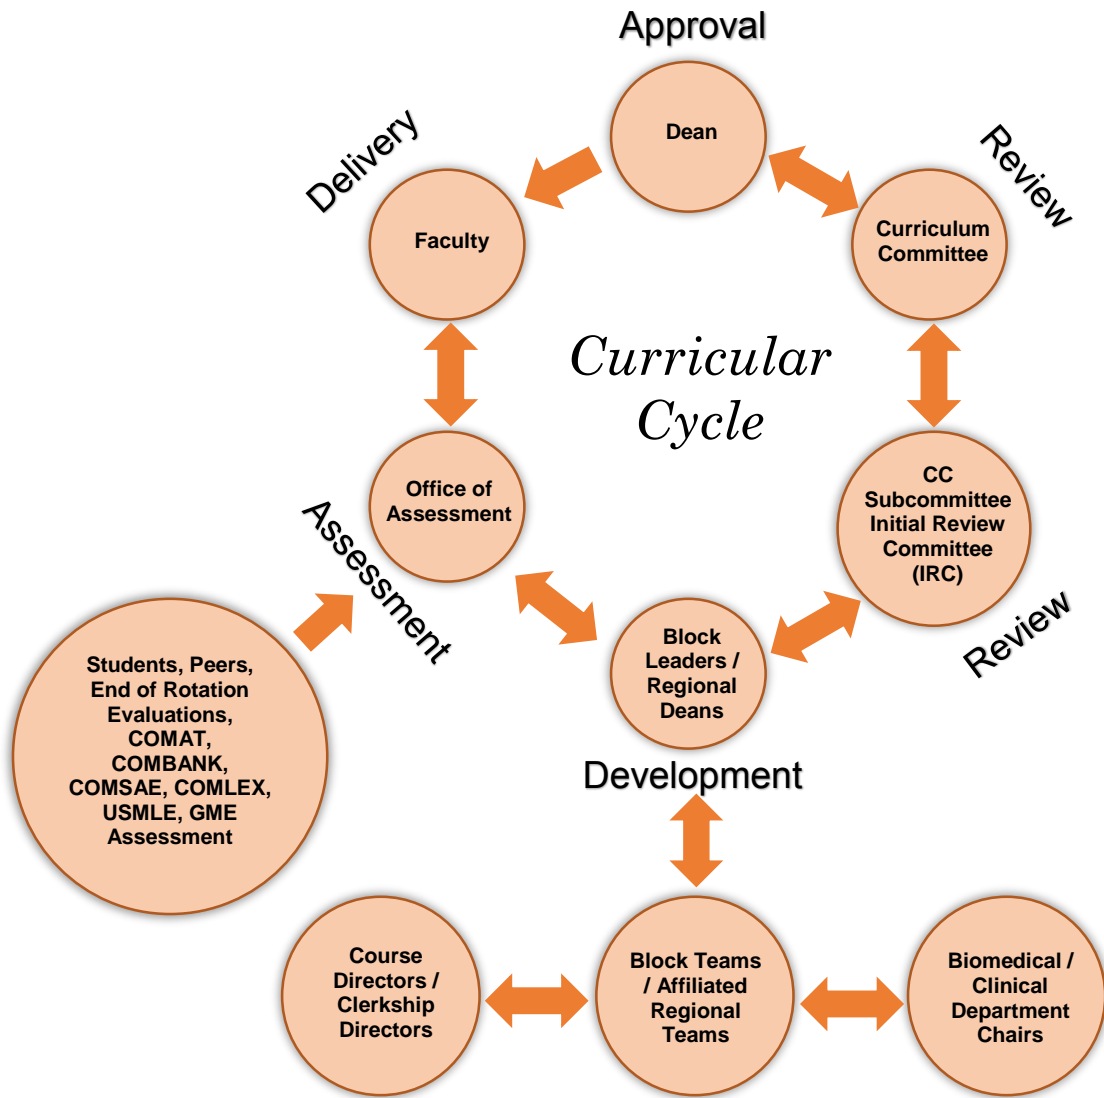 Approval
Dean
Delivery
Review
Faculty
Curriculum
Committee
Curricular
Cycle
Office of
Assessment
CC
Subcommittee
Initial Review
Committee
(IRC)
Assessment
Review
Block
Leaders /
Regional
Deans
Students, Peers,
End of Rotation
Evaluations,
COMAT,
COMBANK,
COMSAE, COMLEX,
USMLE, GME
Assessment
Development
Course
Directors /
Clerkship
Directors
Block Teams
/ Affiliated
Regional
Teams
Biomedical /
Clinical
Department
Chairs